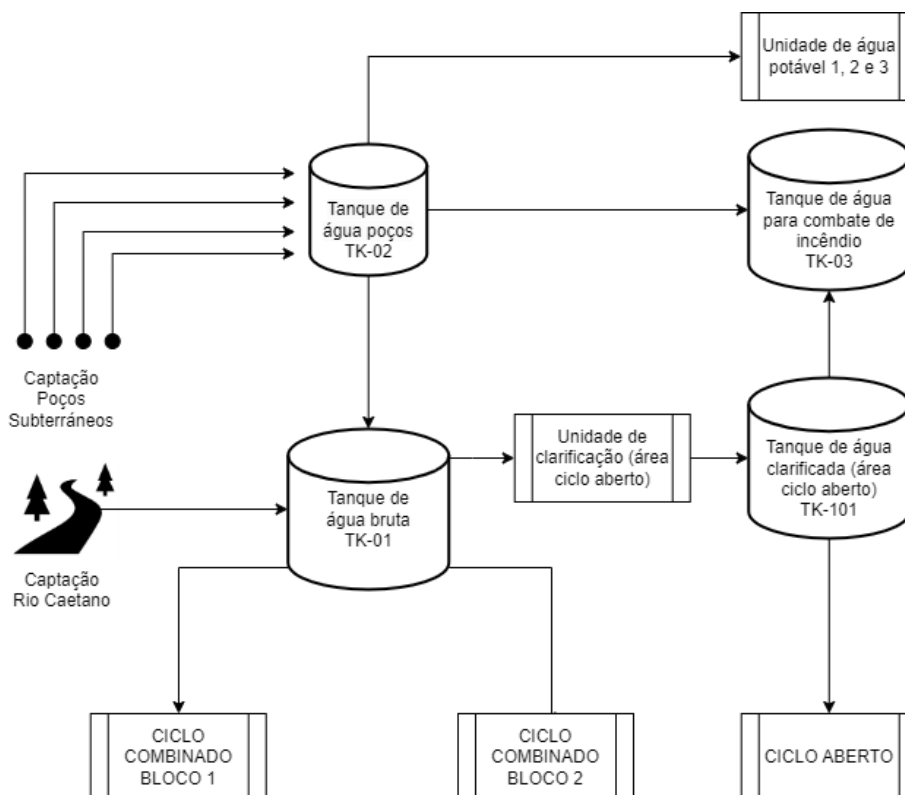 Unidade de água
potável 1, 2 e 3
Tanque de
água poços
TK-02
Tanque de água
para combate de
incêndio
TK-03
Captação
Poços
Subterráneos
Unidade de
clarificação (área
ciclo aberto)
Tanque de água
clarificada (área
ciclo aberto)
TK-101
Tanque de
água bruta
TK-01
Captação
Rio Caetano
CICLO
COMBINADO
BLOCO 1
CICLO
COMBINADO
BLOCO 2
CICLO ABERTO